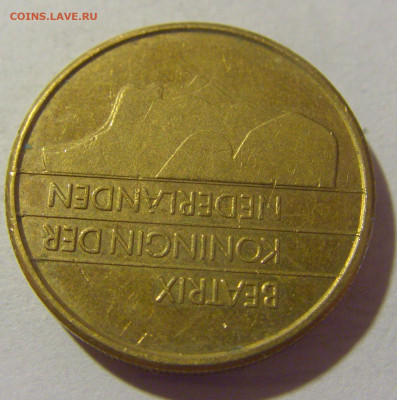 COINS.LAVE.RU
BEATRIX
KONINGIN DER
NEDERLANDEN